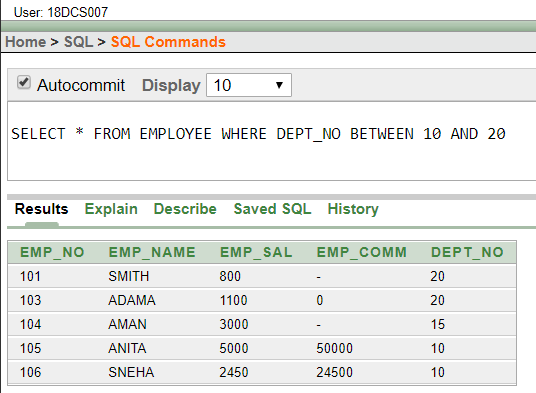 User: 18DCS007
Home > SQL > SQL Commands
Autocommit Display 10
SELECT * FROM EMPLOYEE WHERE DEPT_NO BETWEEN 10 AND 20
Results Explain Describe Saved SQL History
EMP_NO EMP_NAME EMP_SAL EMP_COMM DEPT_NO
101 SMITH 800 - 20
103 ADAMA 1100 0 20
104 AMAN 3000 - 15
105 ANITA 5000 50000 10
106 SNEHA 2450 24500 10